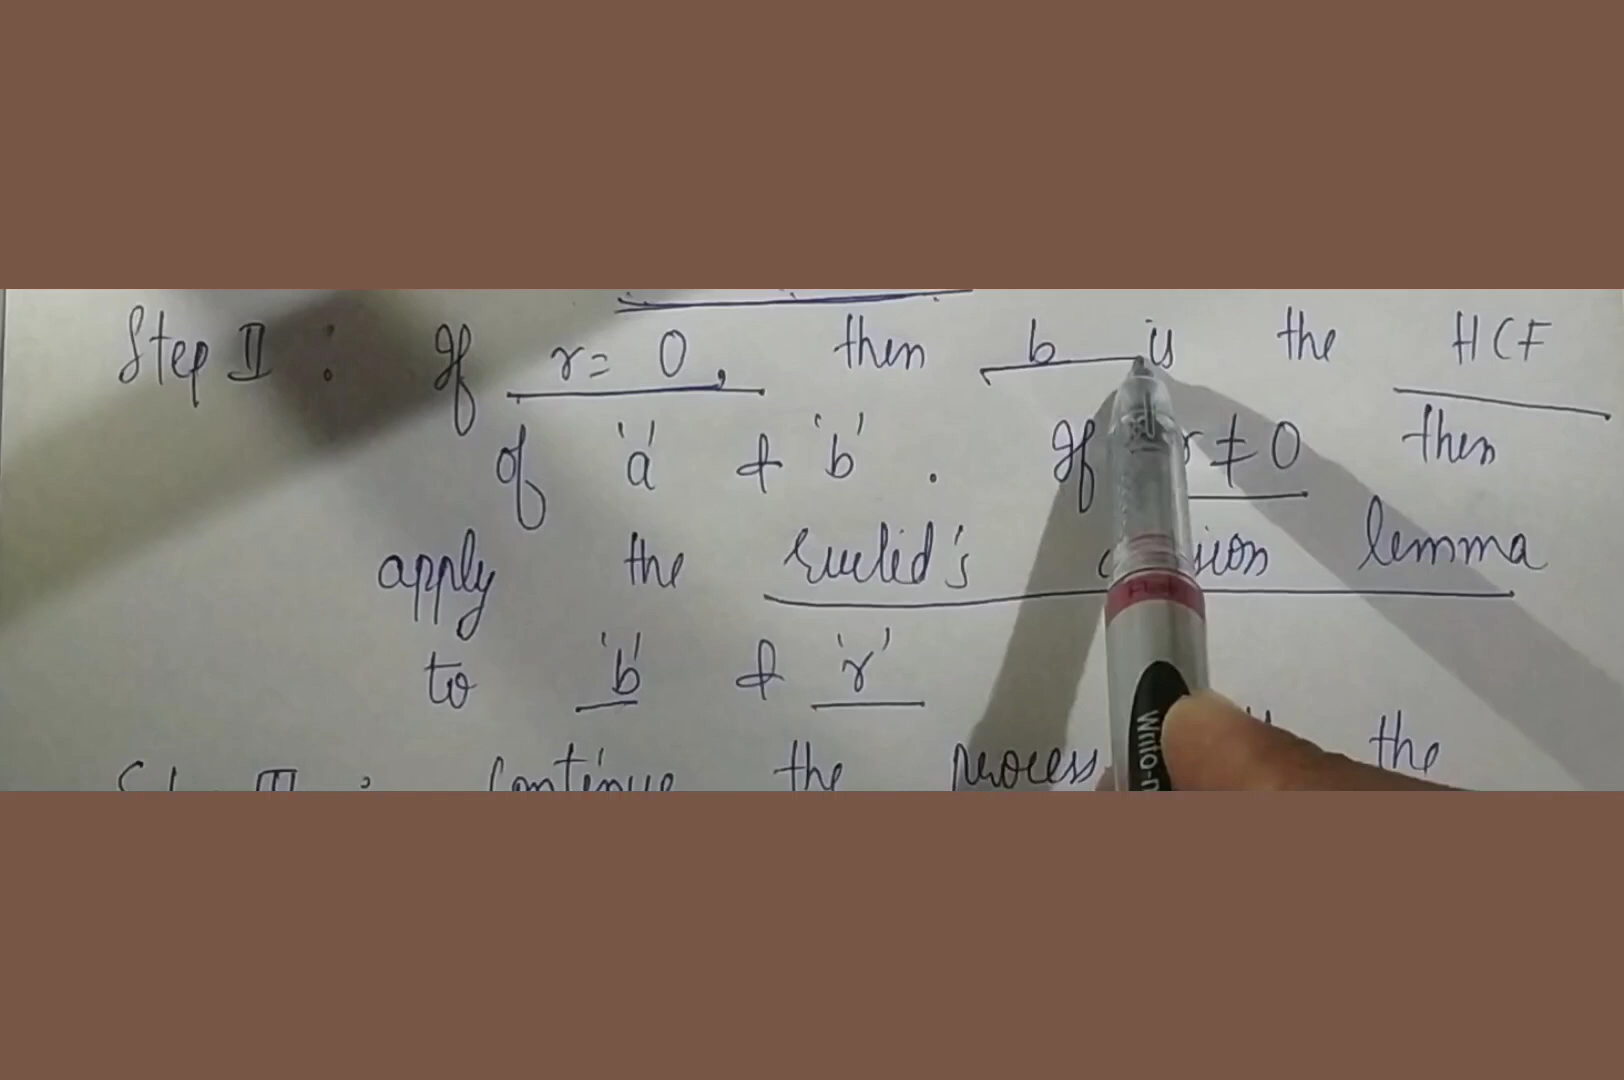 Step II : If r = 0, then b is the HCF
of 'a' & 'b'. If r ≠ 0 then
apply the Euclid's lemma
to 'b' & 'r'
continue the process the